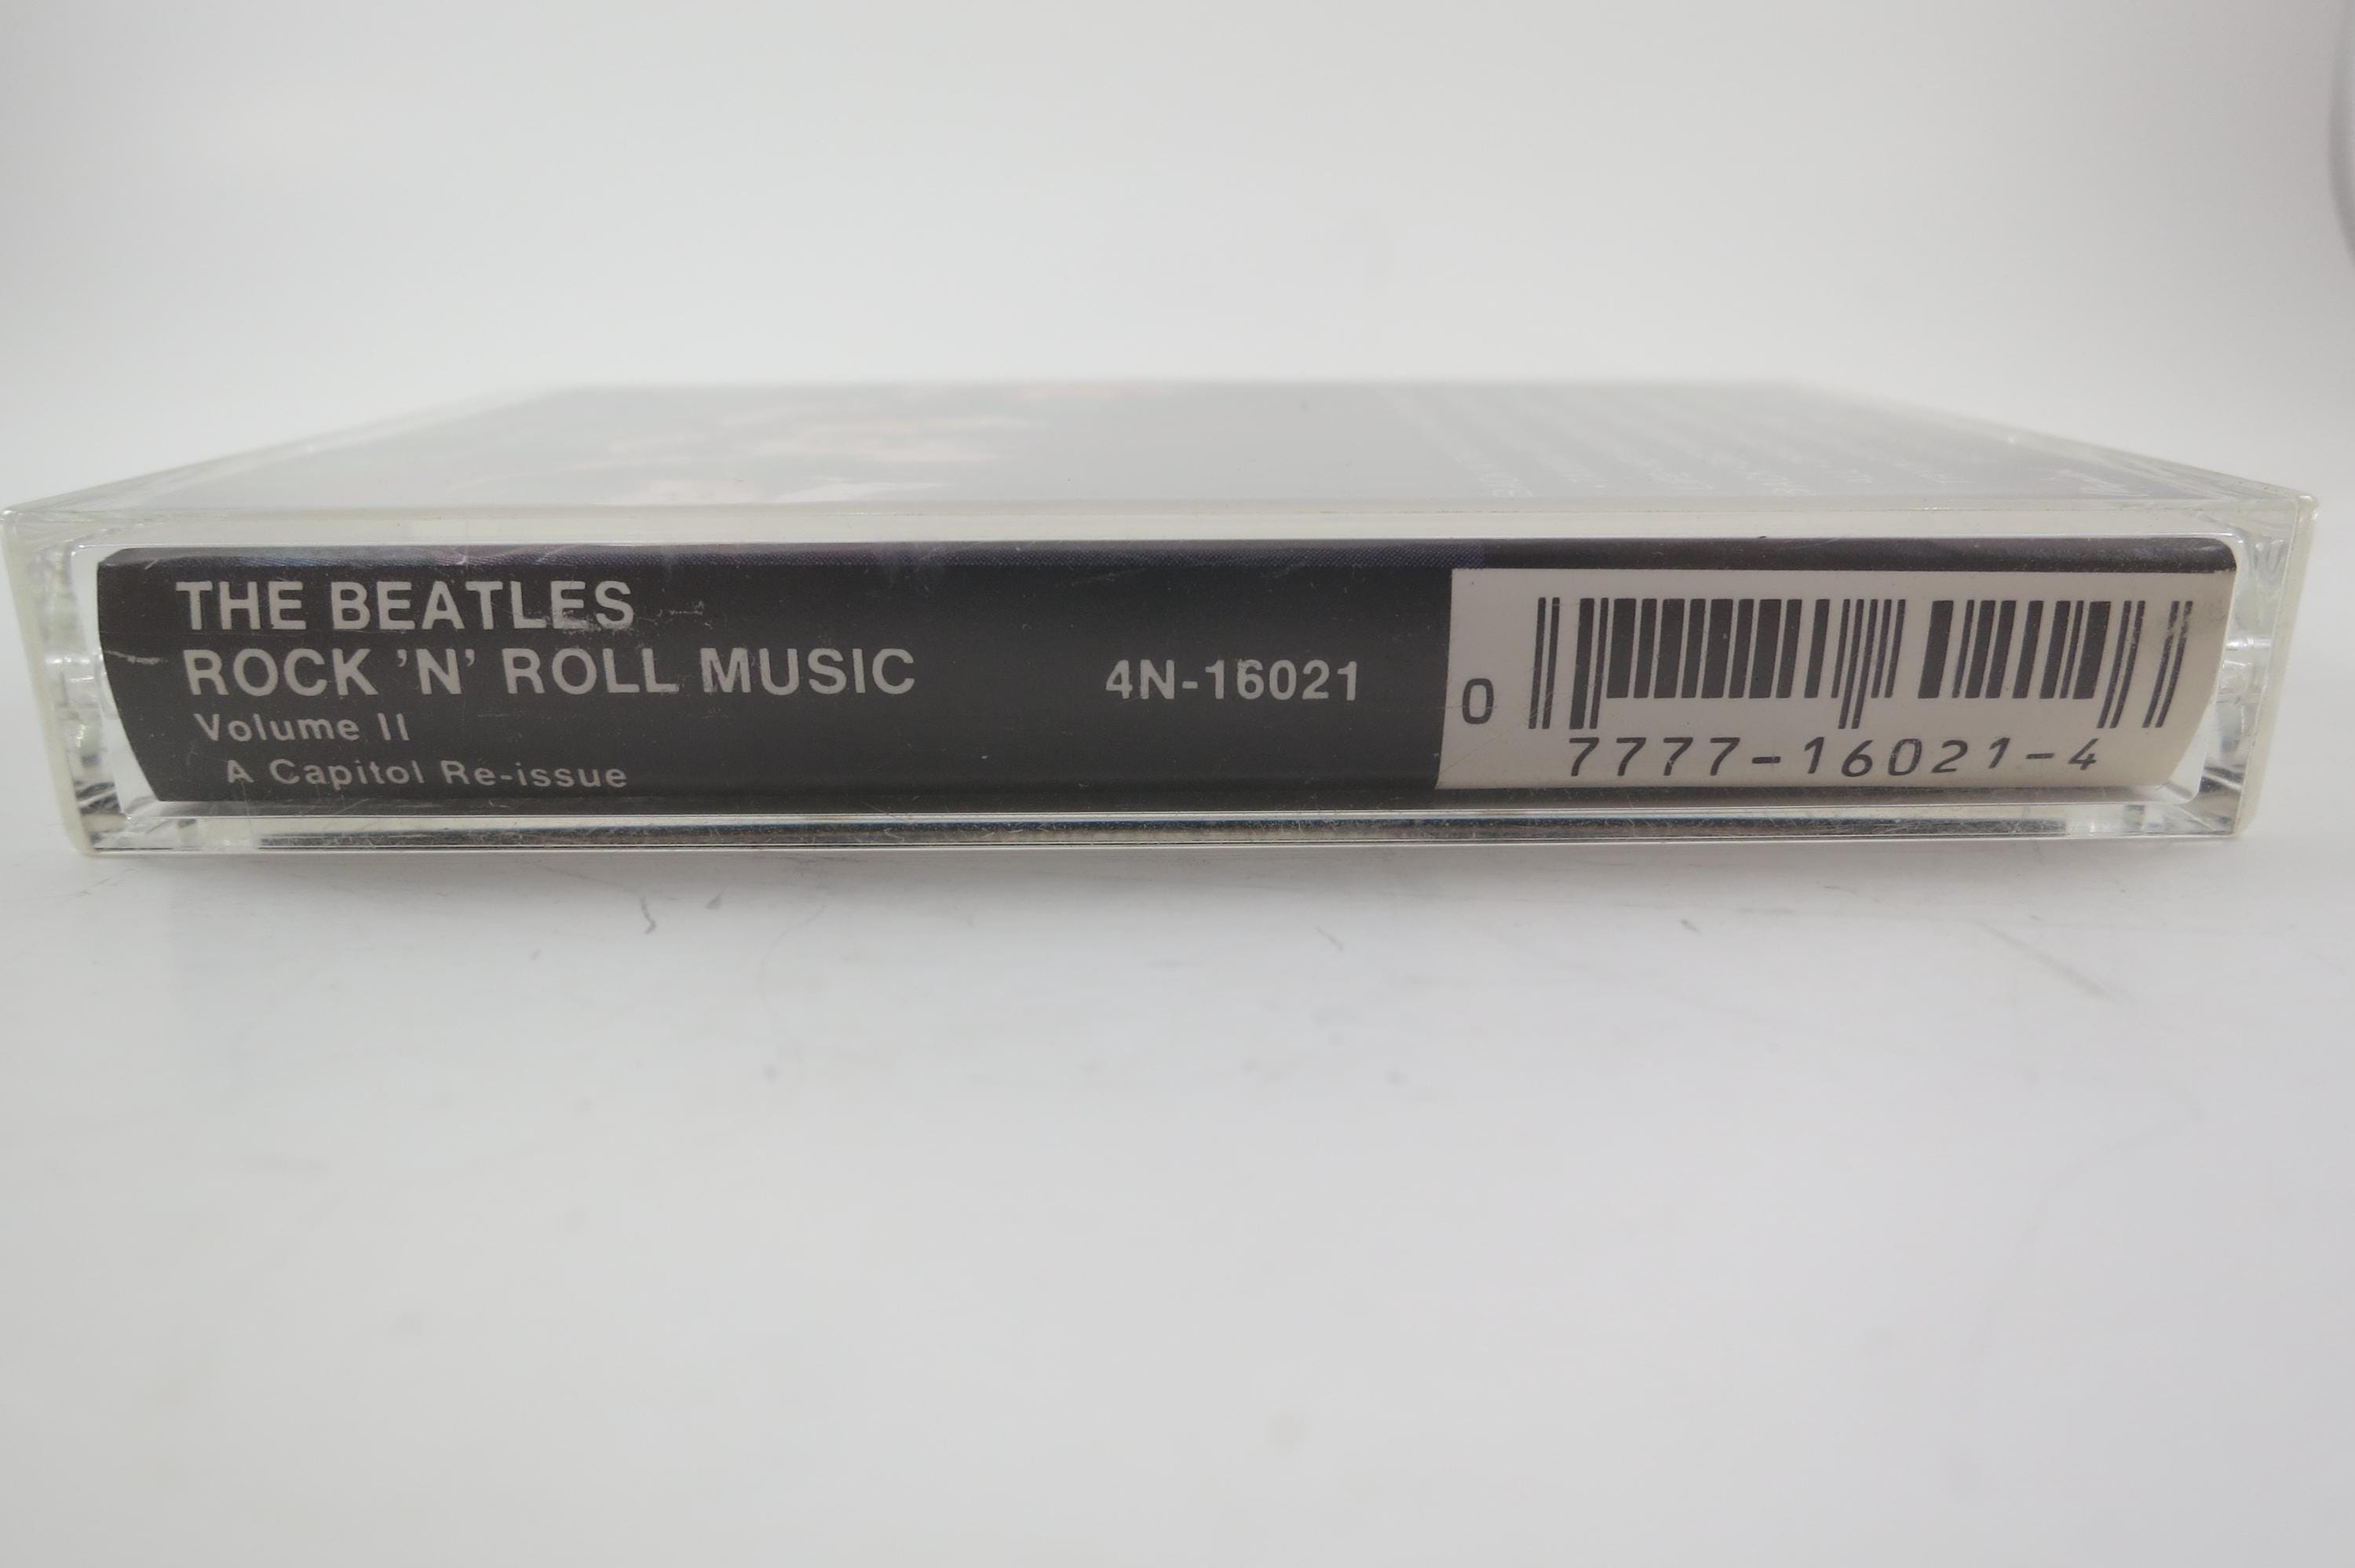 THE BEATLES
ROCK 'N' ROLL MUSIC
Volume II
A Capitol Re-issue
4N-16021
0
7777-16021-4